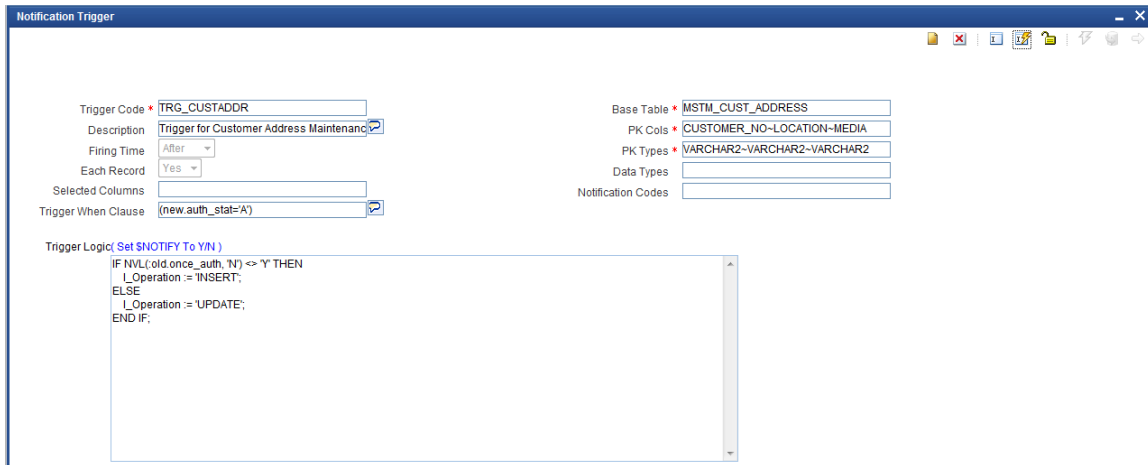 Notification Trigger
Trigger Code * TRG_CUSTADDR
Base Table * MSTM_CUST_ADDRESS
Description Trigger for Customer Address Maintenanc
PK Cols * CUSTOMER_NO~LOCATION~MEDIA
Firing Time After
PK Types * VARCHAR2~VARCHAR2~VARCHAR2
Each Record Yes
Data Types
Selected Columns
Notification Codes
Trigger When Clause (new.auth_stat='A')
Trigger Logic( Set $NOTIFY To Y/N )
IF NVL(:old.once_auth, 'N') <> 'Y' THEN
l_Operation := 'INSERT';
ELSE
l_Operation := 'UPDATE';
END IF;